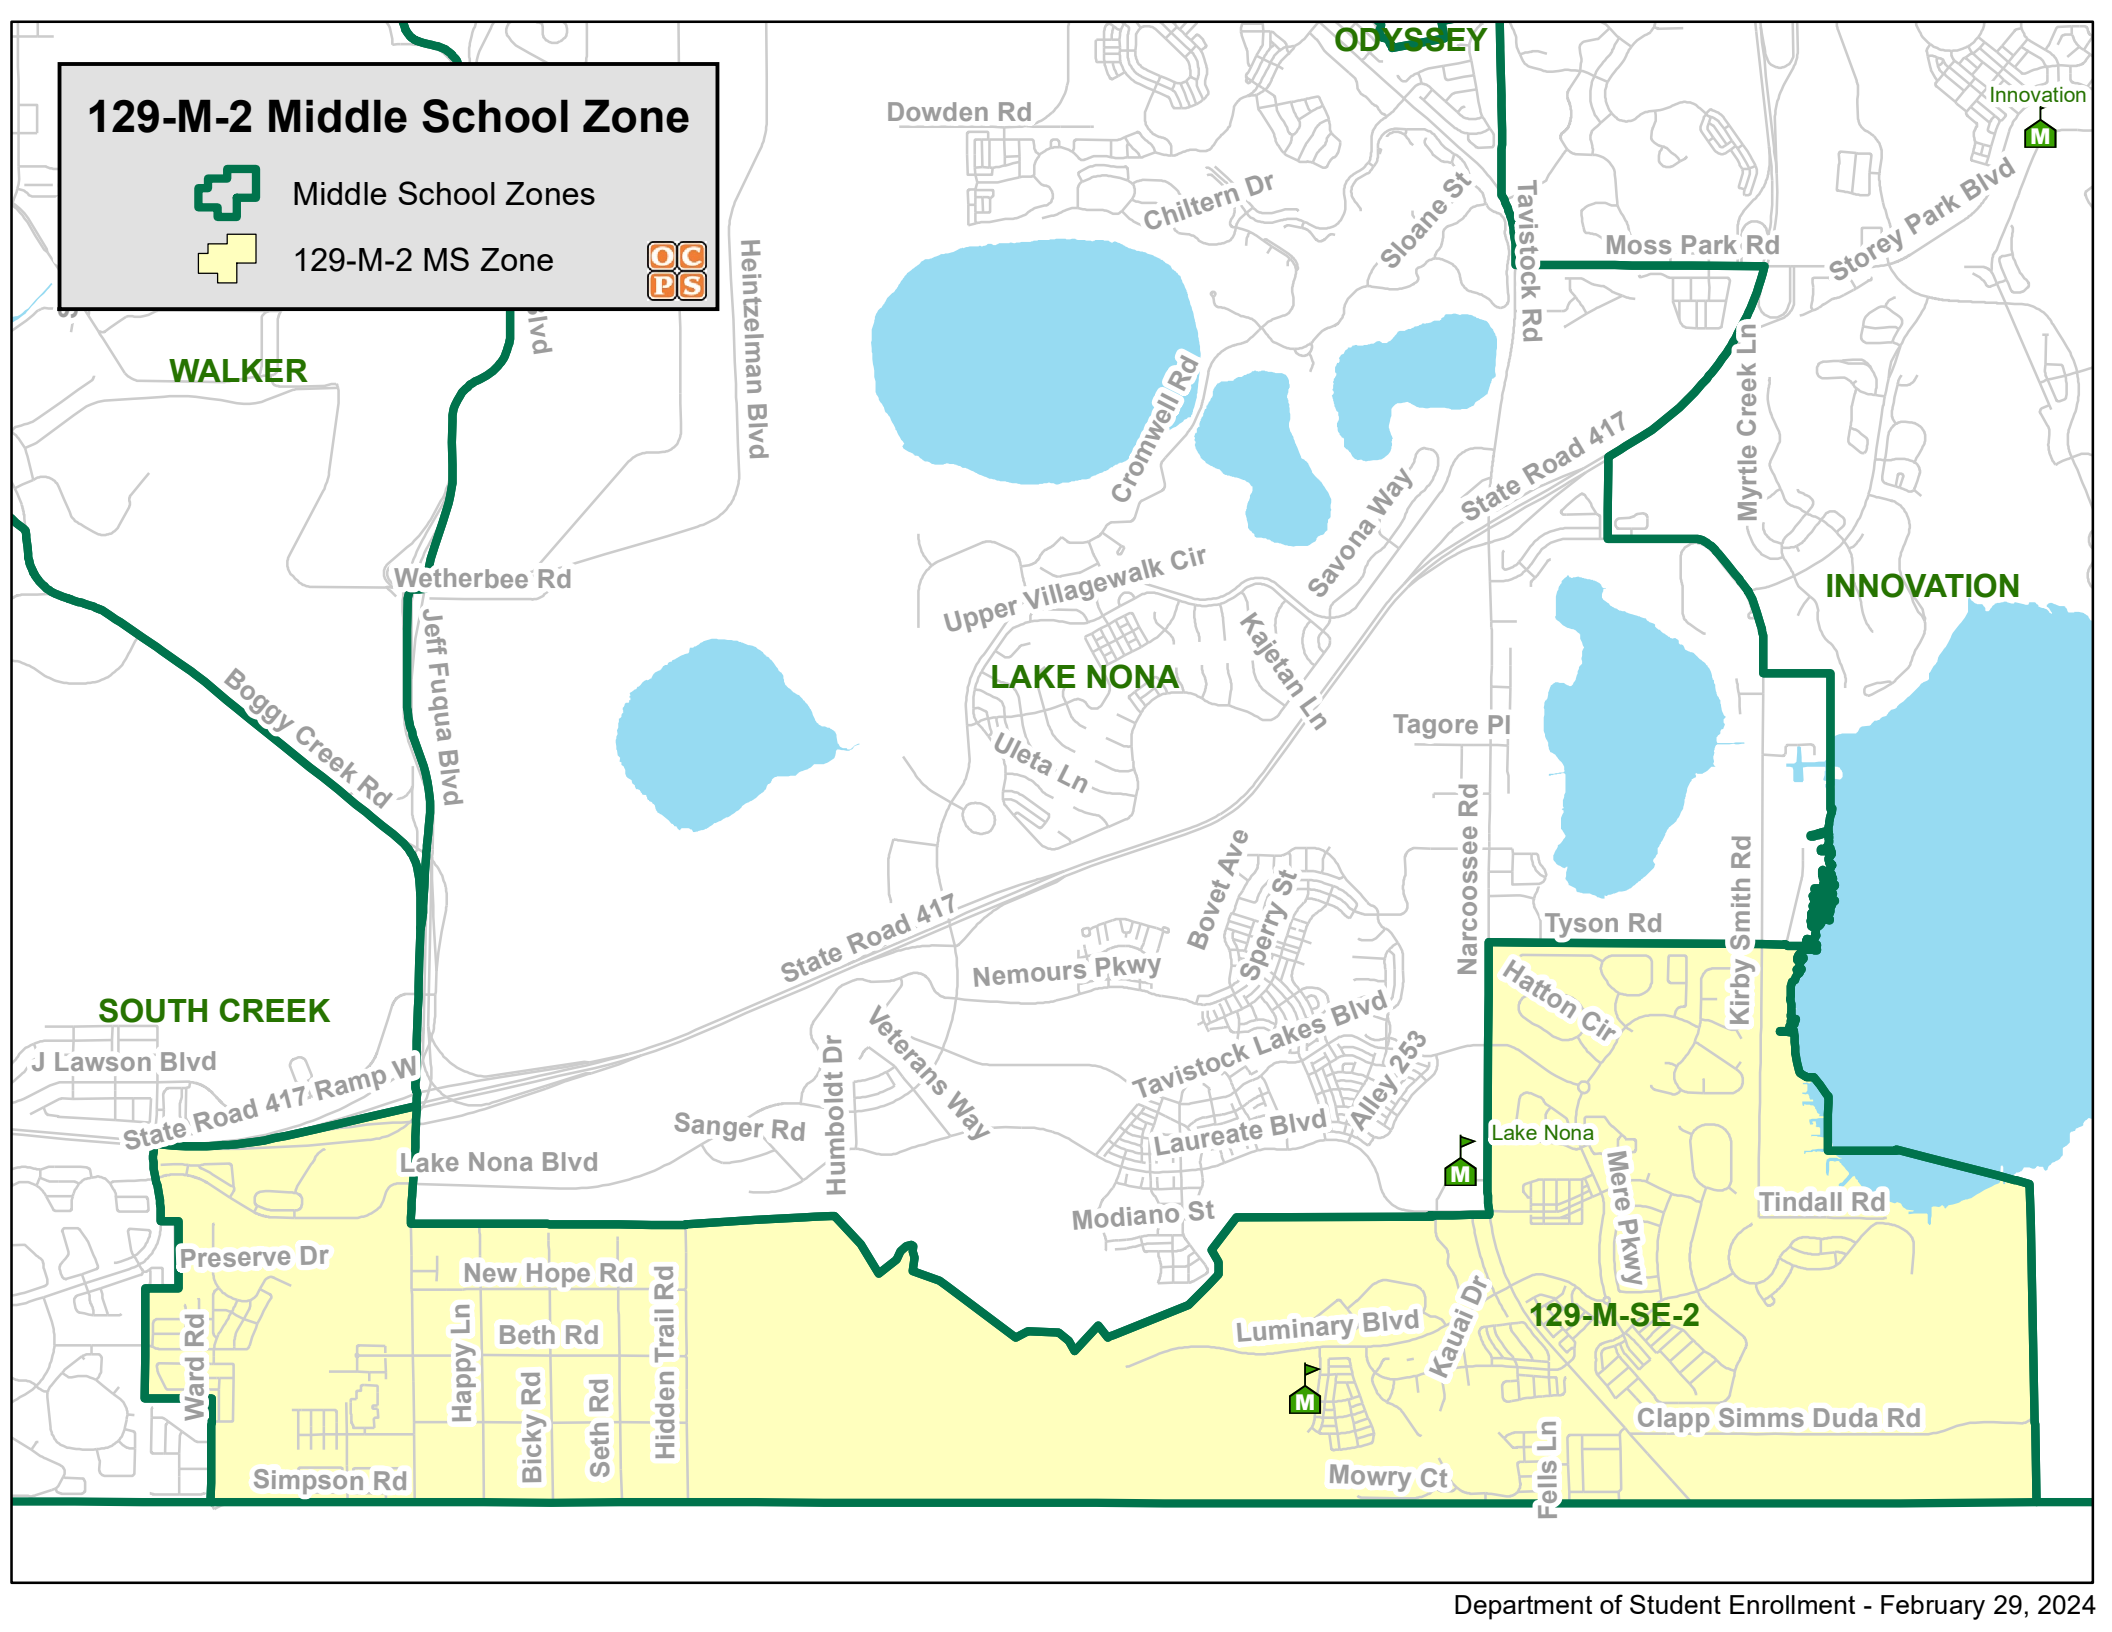 ODYSSEY
129-M-2 Middle School Zone
Middle School Zones
129-M-2 MS Zone
O C
P S
Innovation
M
Dowden Rd
Chiltern Dr
Sloane St
Tavistock Rd
Moss Park Rd
Storey Park Blvd
Heintzelman Blvd
WALKER
Cromwell Rd
State Road 417
Myrtle Creek Ln
Savona Way
Wetherbee Rd
Upper Villagewalk Cir
INNOVATION
Jeff Fuqua Blvd
Kajetan Ln
LAKE NONA
Boggy Creek Rd
Tagore Pl
Uleta Ln
Narcoossee Rd
Bovet Ave
Sperry St
Kirby Smith Rd
State Road 417
Tyson Rd
Nemours Pkwy
Hatton Cir
SOUTH CREEK
J Lawson Blvd
State Road 417 Ramp W
Veterans Way
Humboldt Dr
Tavistock Lakes Blvd
Alley 253
Sanger Rd
Laureate Blvd
Lake Nona
M
Lake Nona Blvd
Mere Pkwy
Tindall Rd
Modiano St
Preserve Dr
New Hope Rd
Hidden Trail Rd
Happy Ln
Beth Rd
Ward Rd
Luminary Blvd
Kauai Dr
129-M-SE-2
M
Bicky Rd
Seth Rd
Clapp Simms Duda Rd
Simpson Rd
Mowry Ct
Fells Ln
Department of Student Enrollment - February 29, 2024